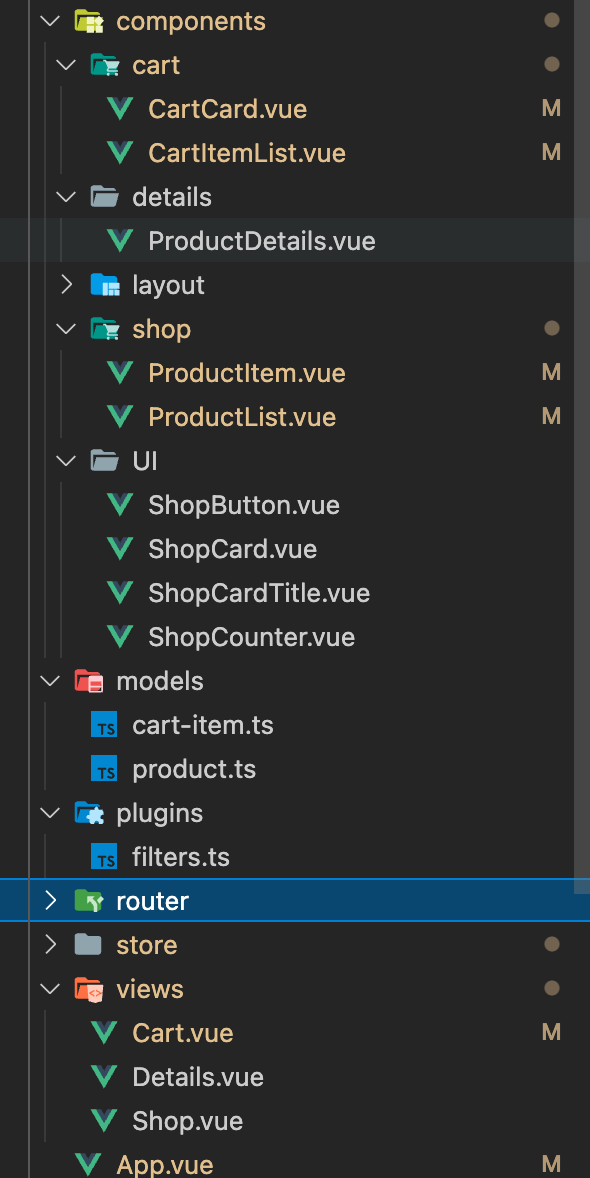 components
cart
CartCard.vue M
CartItemList.vue M
details
ProductDetails.vue
layout
shop
ProductItem.vue M
ProductList.vue M
UI
ShopButton.vue
ShopCard.vue
ShopCardTitle.vue
ShopCounter.vue
models
TS cart-item.ts
TS product.ts
plugins
TS filters.ts
router
store
views
Cart.vue M
Details.vue
Shop.vue
App.vue M